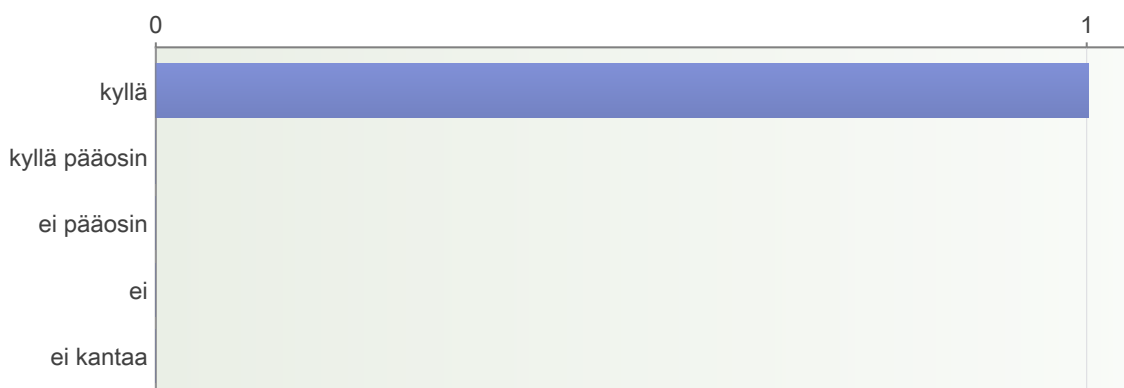 0 1
kyllä
kyllä pääosin
ei pääosin
ei
ei kantaa